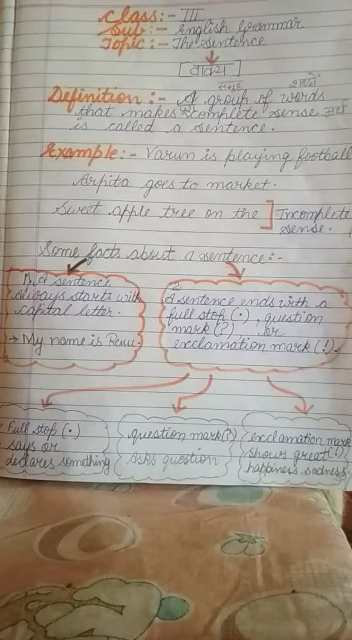 Class:- III
Sub:- English Grammar
Topic:- The Sentence
[वाक्य]
समूह शब्दों
Definition:- A group of words
that makes complete sense अर्थ
is called a sentence.
Example:- Varun is playing football
Arpita goes to market.
Sweet apple tree on the ] Incomplete
sense.
Some facts about a sentence:-
1. A sentence
always starts with
capital letter.
→ My name is Renu.
2.
A sentence ends with a
full stop (.), question
mark (?) or
exclamation mark (!).
Full stop (.)
says or
declares something
question mark(?)
asks question
exclamation mark
shows great (!)
happiness, sadness